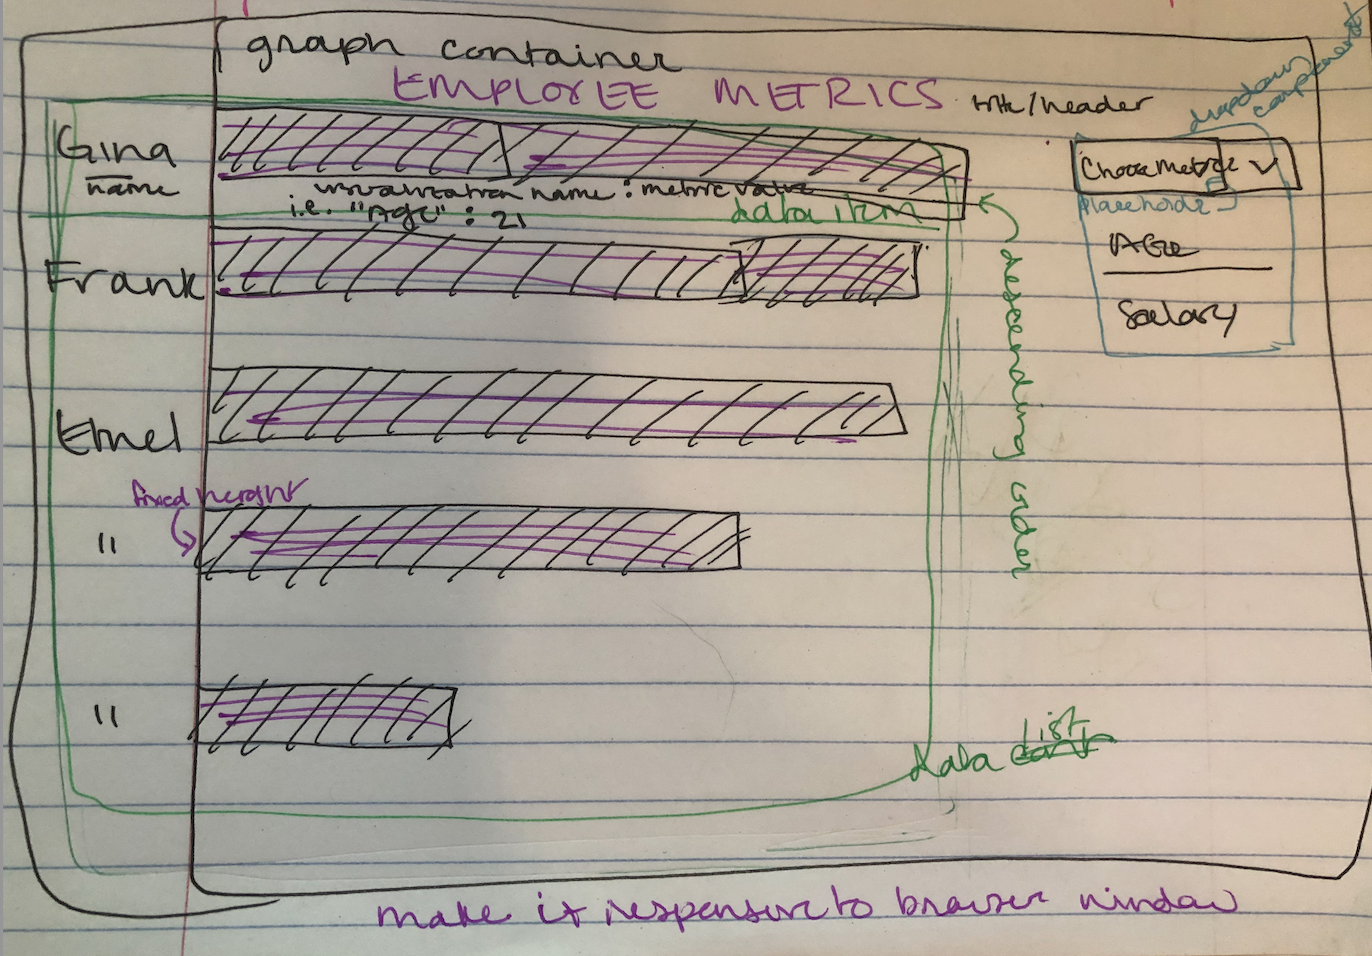 graph container
EMPLOYEE METRICS
title/header
dropdown
component
Gina
name
visualization name: metric value
i.e. "Age": 21
data item
Choose Metric
placeholder
AGE
Salary
Frank
descending order
Ethel
fixed height
"
"
data list
make it responsive to browser window